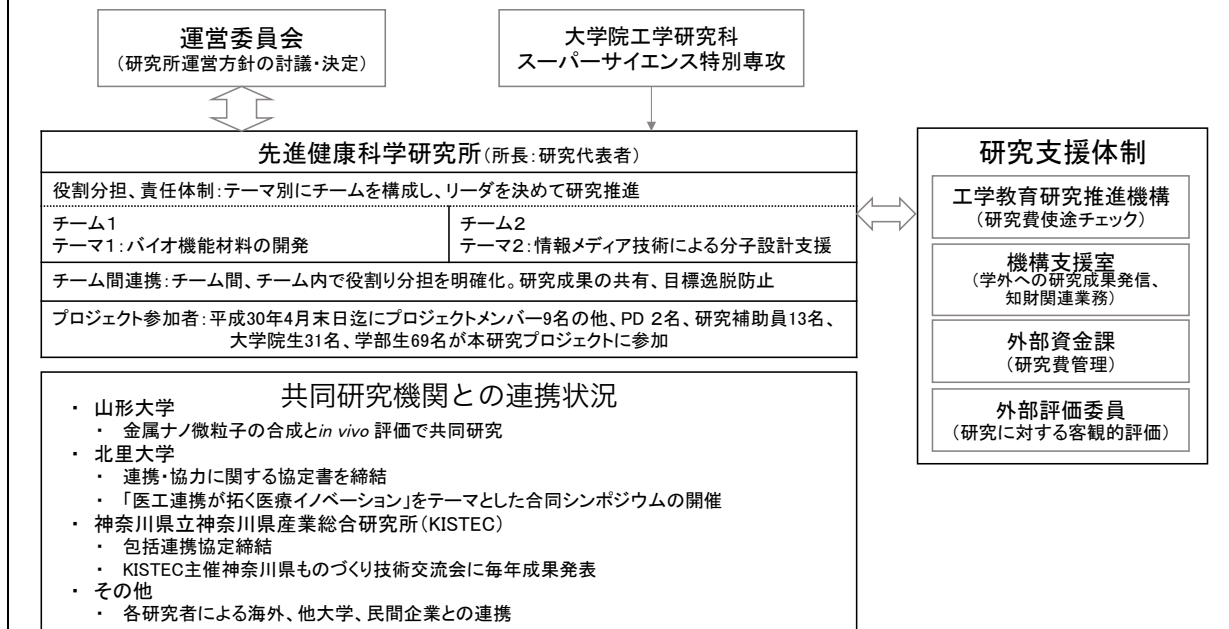 運営委員会
(研究所運営方針の討議・決定)
大学院工学研究科
スーパーサイエンス特別専攻
先進健康科学研究所(所長:研究代表者)
役割分担、責任体制:テーマ別にチームを構成し、リーダを決めて研究推進
チーム1
テーマ1:バイオ機能材料の開発
チーム2
テーマ2:情報メディア技術による分子設計支援
チーム間連携:チーム間、チーム内で役割り分担を明確化。研究成果の共有、目標逸脱防止
プロジェクト参加者:平成30年4月末日迄にプロジェクトメンバー9名の他、PD 2名、研究補助員13名、
大学院生31名、学部生69名が本研究プロジェクトに参加
研究支援体制
工学教育研究推進機構
(研究費使途チェック)
機構支援室
(学外への研究成果発信、
知財関連業務)
外部資金課
(研究費管理)
外部評価委員
(研究に対する客観的評価)
共同研究機関との連携状況
・ 山形大学
・ 金属ナノ微粒子の合成とin vivo 評価で共同研究
・ 北里大学
・ 連携・協力に関する協定書を締結
・ 「医工連携が拓く医療イノベーション」をテーマとした合同シンポジウムの開催
・ 神奈川県立神奈川県産業総合研究所(KISTEC)
・ 包括連携協定締結
・ KISTEC主催神奈川県ものづくり技術交流会に毎年成果発表
・ その他
・ 各研究者による海外、他大学、民間企業との連携